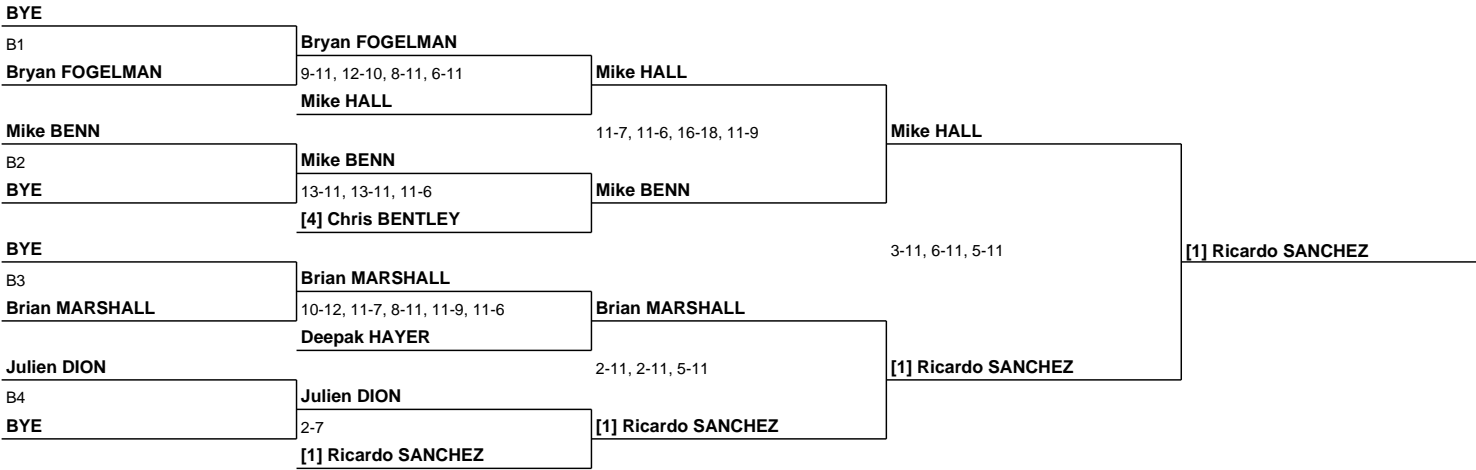 BYE
B1
Bryan FOGELMAN
Bryan FOGELMAN
9-11, 12-10, 8-11, 6-11
Mike HALL
Mike HALL
Mike BENN
B2
BYE
Mike BENN
13-11, 13-11, 11-6
[4] Chris BENTLEY
Mike BENN
11-7, 11-6, 16-18, 11-9
Mike HALL
BYE
B3
Brian MARSHALL
Brian MARSHALL
10-12, 11-7, 8-11, 11-9, 11-6
Deepak HAYER
Brian MARSHALL
Julien DION
B4
BYE
Julien DION
2-7
[1] Ricardo SANCHEZ
[1] Ricardo SANCHEZ
2-11, 2-11, 5-11
[1] Ricardo SANCHEZ
3-11, 6-11, 5-11
[1] Ricardo SANCHEZ